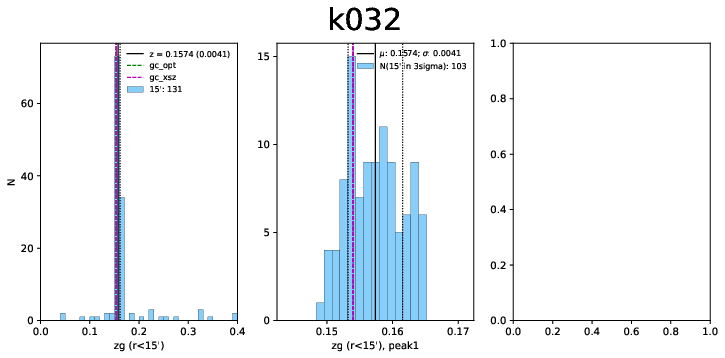 k032
z = 0.1574 (0.0041)
gc_opt
gc_xsz
15': 131
N
60
40
20
0
0.0 0.1 0.2 0.3 0.4
zg (r<15')
μ: 0.1574; σ: 0.0041
N(15' in 3sigma): 103
15
10
5
0
0.15 0.16 0.17
zg (r<15'), peak1
1.0
0.8
0.6
0.4
0.2
0.0
0.0 0.2 0.4 0.6 0.8 1.0